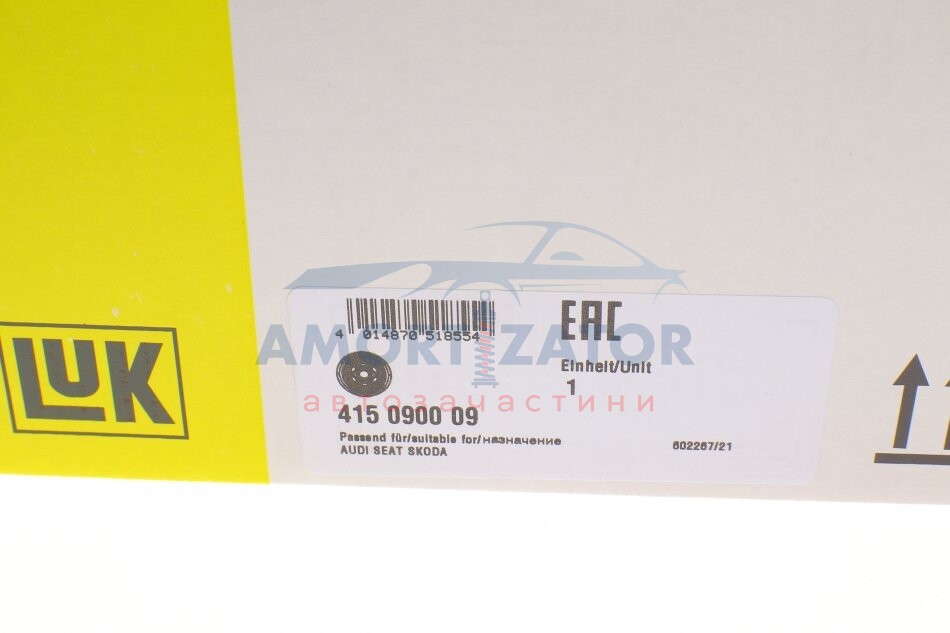 LUK
4 014870 518554
EAC
AMORTIZATOR
Einheit/Unit
1
автозапчастини
415 0900 09
Passend für/suitable for/назначение
AUDI SEAT SKODA
602267/21